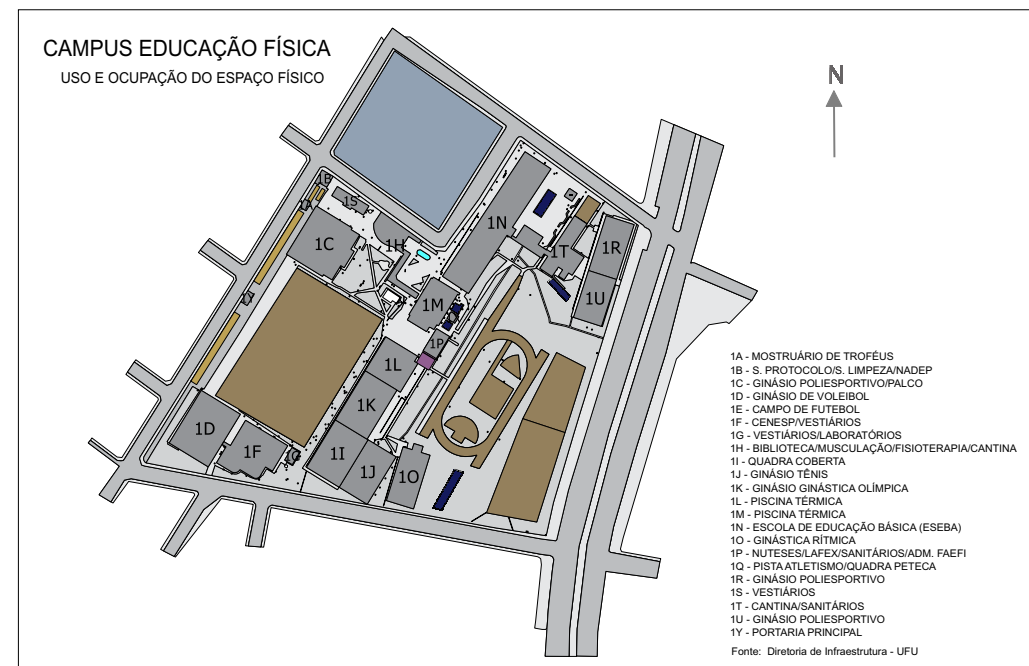 CAMPUS EDUCAÇÃO FÍSICA
USO E OCUPAÇÃO DO ESPAÇO FÍSICO
N
1B
1S
1A
1C
1H
1N
1T
1R
1U
1Y
1M
1P
1L
1K
1D
1F
1G
1I
1J
1O
1A - MOSTRUÁRIO DE TROFÉUS
1B - S. PROTOCOLO/S. LIMPEZA/NADEP
1C - GINÁSIO POLIESPORTIVO/PALCO
1D - GINÁSIO DE VOLEIBOL
1E - CAMPO DE FUTEBOL
1F - CENESP/VESTIÁRIOS
1G - VESTIÁRIOS/LABORATÓRIOS
1H - BIBLIOTECA/MUSCULAÇÃO/FISIOTERAPIA/CANTINA
1I - QUADRA COBERTA
1J - GINÁSIO TÊNIS
1K - GINÁSIO GINÁSTICA OLÍMPICA
1L - PISCINA TÉRMICA
1M - PISCINA TÉRMICA
1N - ESCOLA DE EDUCAÇÃO BÁSICA (ESEBA)
1O - GINÁSTICA RÍTMICA
1P - NUTESES/LAFEX/SANITÁRIOS/ADM. FAEFI
1Q - PISTA ATLETISMO/QUADRA PETECA
1R - GINÁSIO POLIESPORTIVO
1S - VESTIÁRIOS
1T - CANTINA/SANITÁRIOS
1U - GINÁSIO POLIESPORTIVO
1Y - PORTARIA PRINCIPAL
Fonte: Diretoria de Infraestrutura - UFU